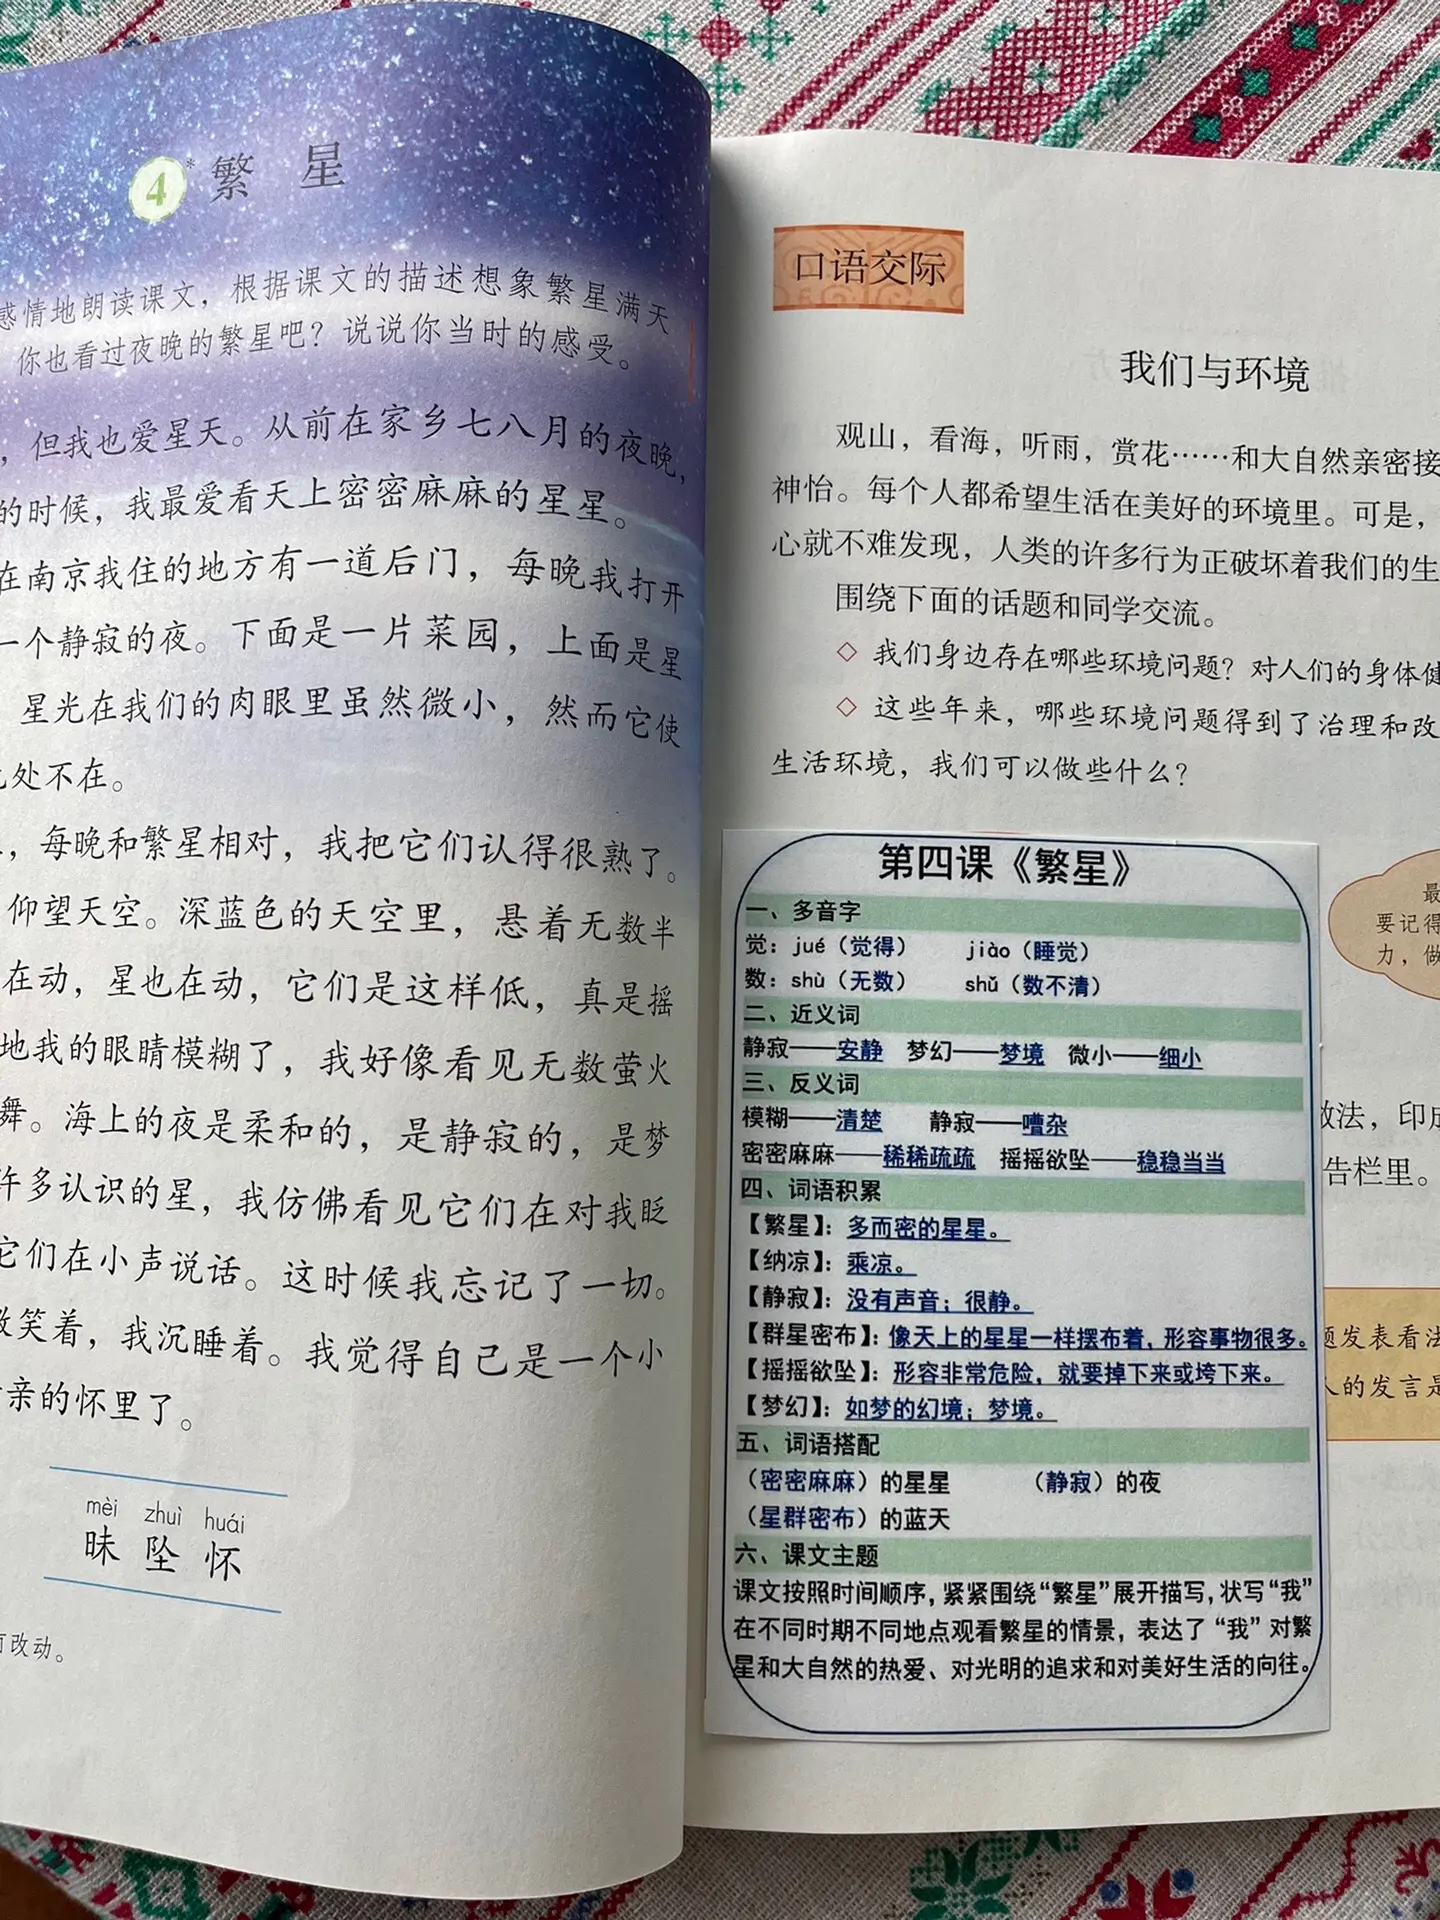 4* 繁 星
感情地朗读课文，根据课文的描述想象繁星满天
你也看过夜晚的繁星吧？说说你当时的感受。
，但我也爱星天。从前在家乡七八月的夜晚，
的时候，我最爱看天上密密麻麻的星星。
在南京我住的地方有一道后门，每晚我打开
一个静寂的夜。下面是一片菜园，上面是星
星光在我们的肉眼里虽然微小，然而它使
处不在。
，每晚和繁星相对，我把它们认得很熟了。
仰望天空。深蓝色的天空里，悬着无数半
在动，星也在动，它们是这样低，真是摇
地我的眼睛模糊了，我好像看见无数萤火
舞。海上的夜是柔和的，是静寂的，是梦
许多认识的星，我仿佛看见它们在对我眨
它们在小声说话。这时候我忘记了一切。
微笑着，我沉睡着。我觉得自己是一个小
亲的怀里了。
mèi zhuì huái
昧 坠 怀
有改动。
口语交际
我们与环境
观山，看海，听雨，赏花……和大自然亲密接
神怡。每个人都希望生活在美好的环境里。可是，
心就不难发现，人类的许多行为正破坏着我们的生
围绕下面的话题和同学交流。
◇ 我们身边存在哪些环境问题？对人们的身体健
◇ 这些年来，哪些环境问题得到了治理和改
生活环境，我们可以做些什么？
最
要记得
力，做
做法，印成
告栏里。
题发表看法
人的发言是
第四课《繁星》
一、多音字
觉：jué（觉得） jiào（睡觉）
数：shù（无数） shǔ（数不清）
二、近义词
静寂——安静 梦幻——梦境 微小——细小
三、反义词
模糊——清楚 静寂——嘈杂
密密麻麻——稀稀疏疏 摇摇欲坠——稳稳当当
四、词语积累
【繁星】：多而密的星星。
【纳凉】：乘凉。
【静寂】：没有声音；很静。
【群星密布】：像天上的星星一样摆布着，形容事物很多。
【摇摇欲坠】：形容非常危险，就要掉下来或垮下来。
【梦幻】：如梦的幻境；梦境。
五、词语搭配
（密密麻麻）的星星 （静寂）的夜
（星群密布）的蓝天
六、课文主题
课文按照时间顺序，紧紧围绕“繁星”展开描写，状写“我”
在不同时期不同地点观看繁星的情景，表达了“我”对繁
星和大自然的热爱、对光明的追求和对美好生活的向往。